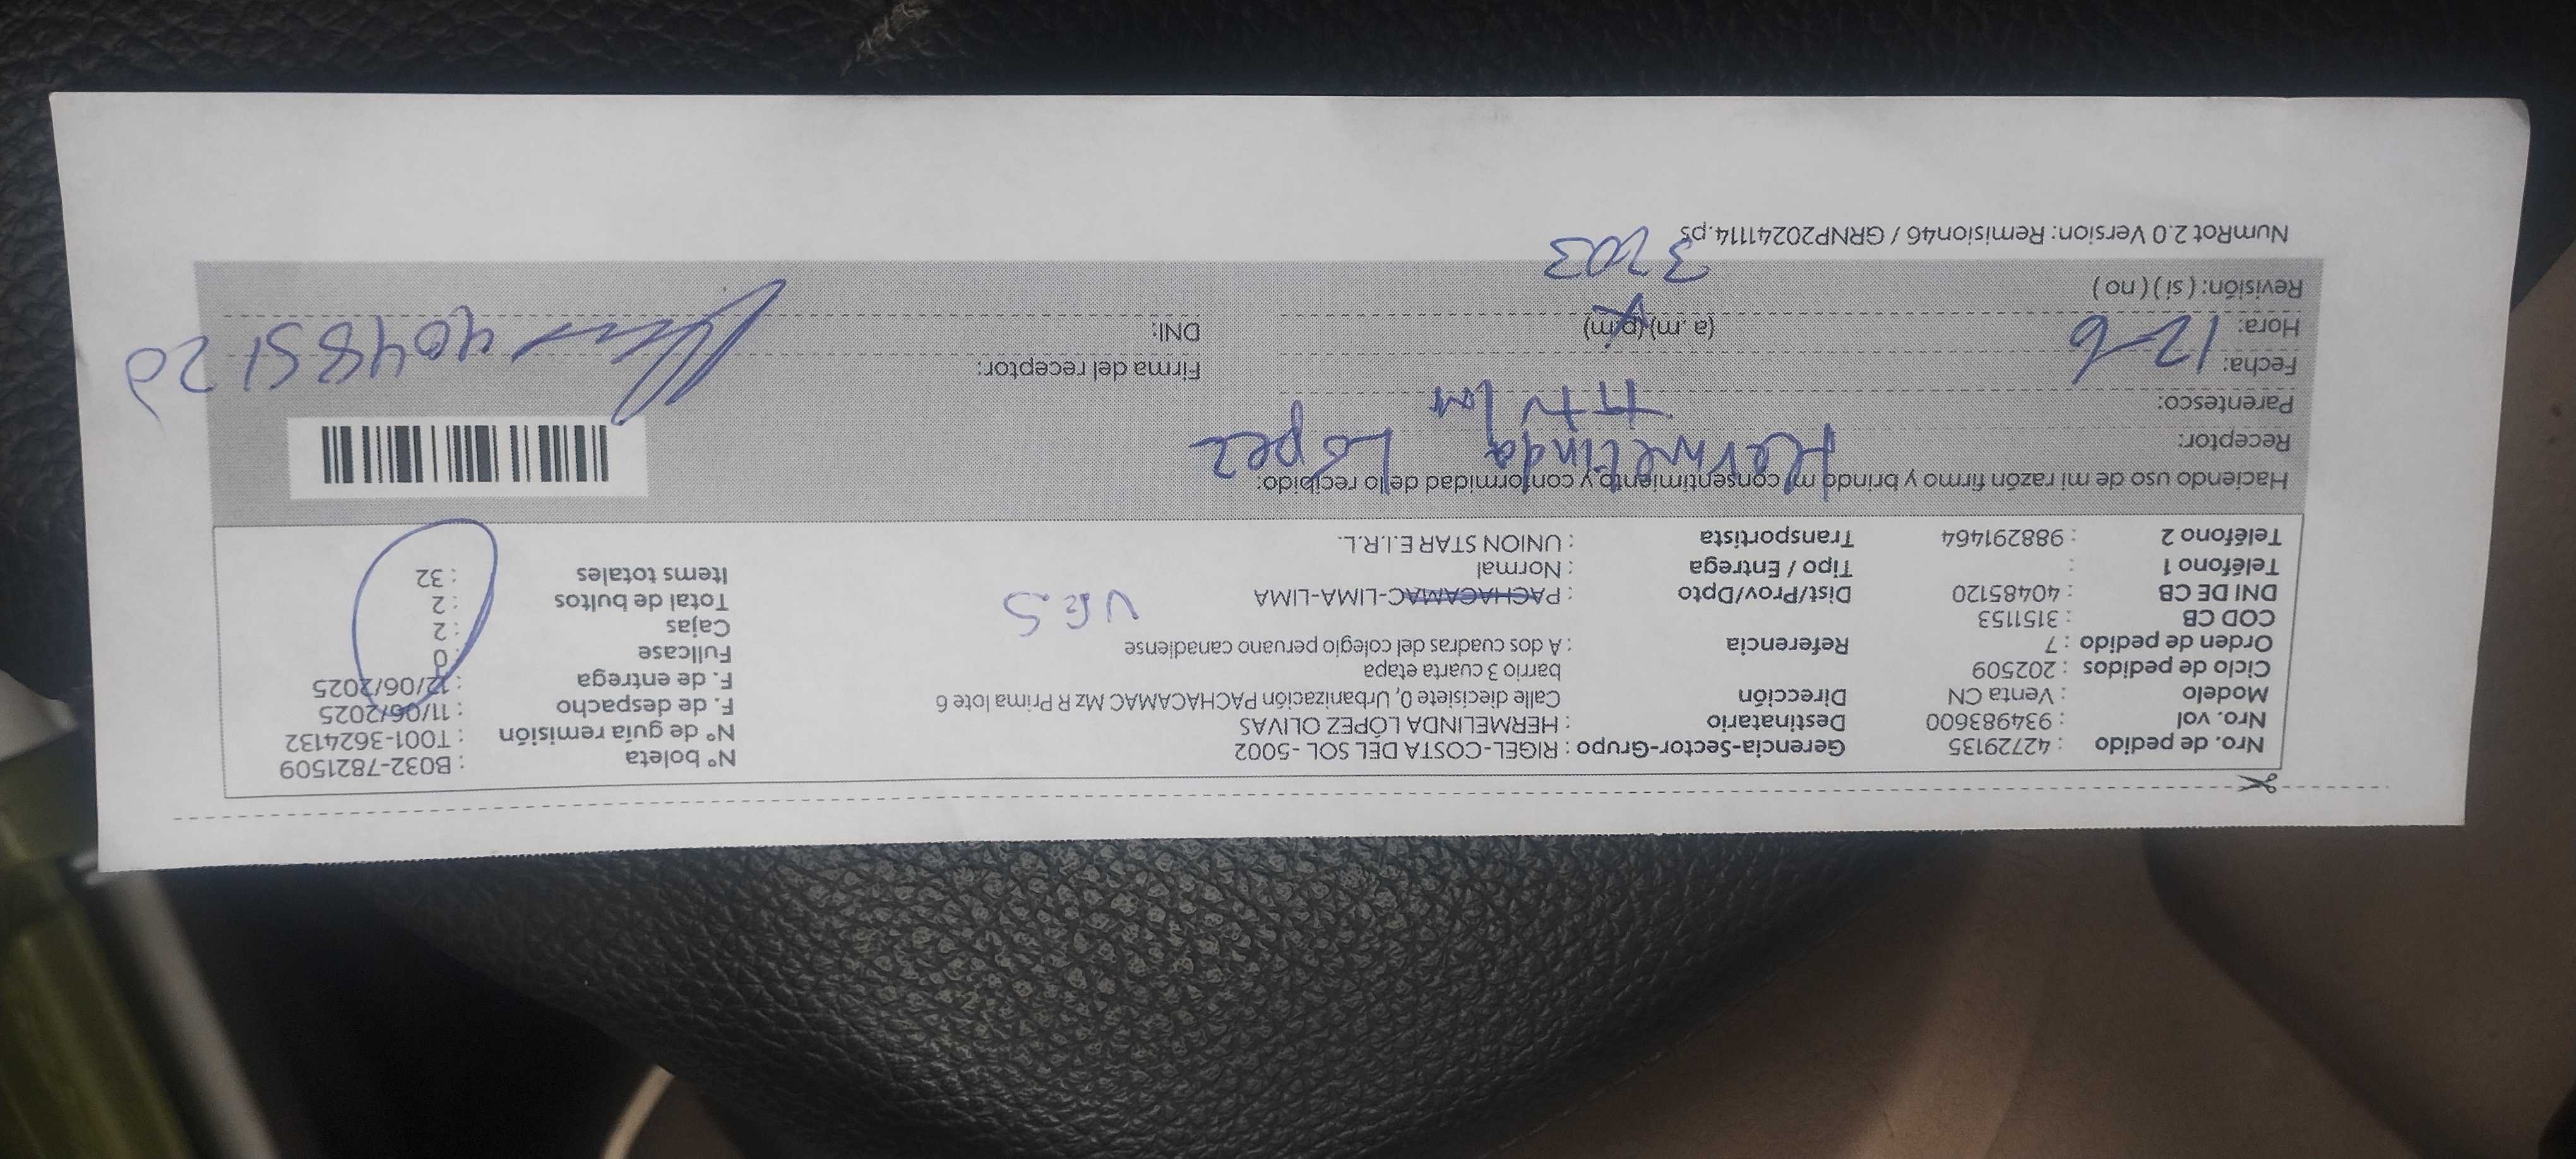 Nro. de pedido : 42729135 Gerencia-Sector-Grupo : RIGEL-COSTA DEL SOL - 5002 N° boleta : B032-7821509
Nro. vol : 934983600 Destinatario : HERMELINDA LÓPEZ OLIVAS N° de guía remisión : T001-3624132
Modelo : Venta CN Dirección Calle diecisiete 0, Urbanización PACHACAMAC Mz R Prima lote 6 F. de despacho : 11/06/2025
Ciclo de pedidos : 202509 barrio 3 cuarta etapa F. de entrega : 12/06/2025
Orden de pedido : 7 Referencia : A dos cuadras del colegio peruano canadiense Fullcase : 0
COD CB : 3151153 Cajas : 2
DNI DE CB : 40485120 Dist/Prov/Dpto : PACHACAMAC-LIMA-LIMA V.E.S Total de bultos : 2
Teléfono 1 : Tipo / Entrega : Normal Items totales : 32
Teléfono 2 : 988291464 Transportista : UNION STAR E.I.R.L.
Haciendo uso de mi razón firmo y brindo mi consentimiento y conformidad de lo recibido:
Receptor: Hermelinda López
Parentesco:
Fecha: 12-6 Firma del receptor:
Hora: (a. m) (p. m) DNI: 40485120
Revisión: ( si ) ( no ) 3203
NumRot 2.0 Version: Remision46 / GRNP20241114.ps